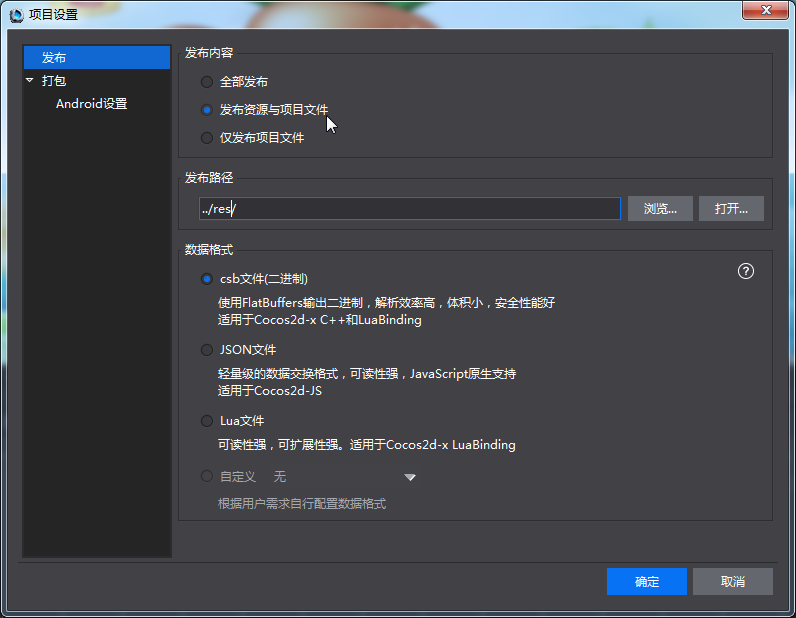 项目设置
发布
打包
Android设置
发布内容
全部发布
发布资源与项目文件
仅发布项目文件
发布路径
../res/
浏览...
打开...
数据格式
?
csb文件(二进制)
使用FlatBuffers输出二进制，解析效率高，体积小，安全性能好
适用于Cocos2d-x C++和LuaBinding
JSON文件
轻量级的数据交换格式，可读性强，JavaScript原生支持
适用于Cocos2d-JS
Lua文件
可读性强，可扩展性强。适用于Cocos2d-x LuaBinding
自定义 无
根据用户需求自行配置数据格式
确定
取消